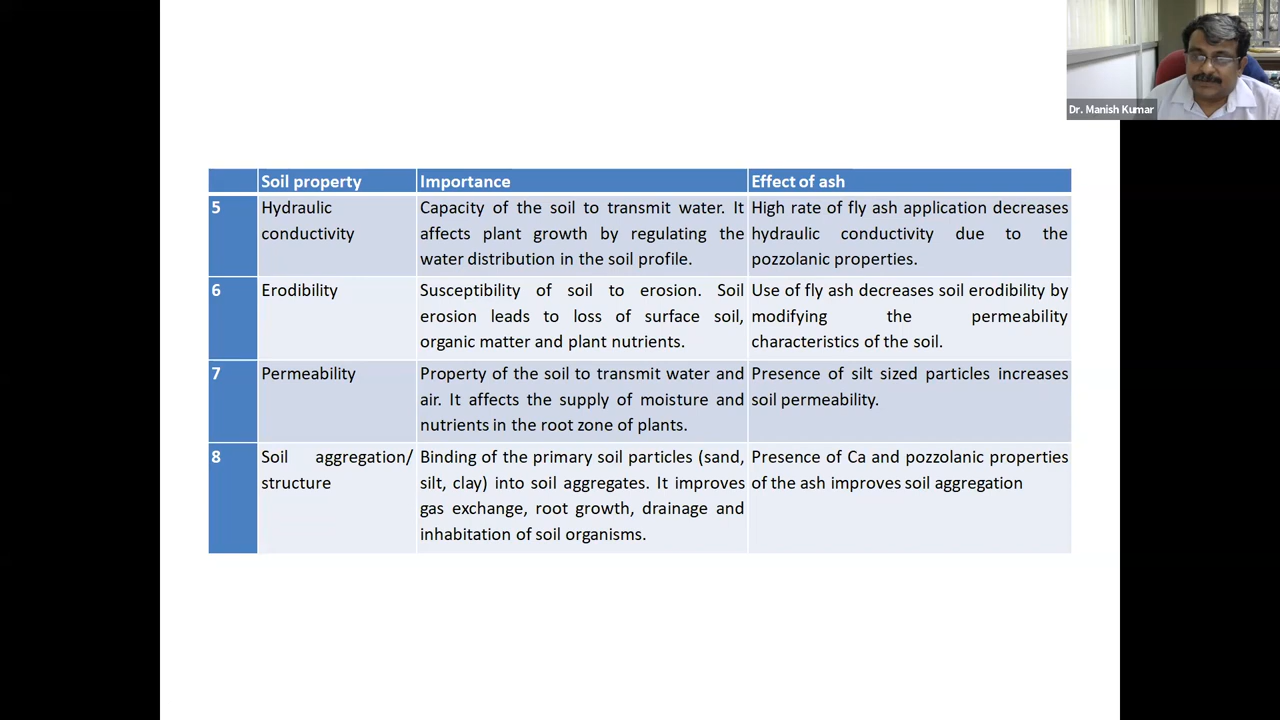 Dr. Manish Kumar
Soil property Importance Effect of ash
5 Hydraulic Capacity of the soil to transmit water. It High rate of fly ash application decreases
conductivity affects plant growth by regulating the hydraulic conductivity due to the
water distribution in the soil profile. pozzolanic properties.
6 Erodibility Susceptibility of soil to erosion. Soil Use of fly ash decreases soil erodibility by
erosion leads to loss of surface soil, modifying the permeability
organic matter and plant nutrients. characteristics of the soil.
7 Permeability Property of the soil to transmit water and Presence of silt sized particles increases
air. It affects the supply of moisture and soil permeability.
nutrients in the root zone of plants.
8 Soil aggregation/ Binding of the primary soil particles (sand, Presence of Ca and pozzolanic properties
structure silt, clay) into soil aggregates. It improves of the ash improves soil aggregation
gas exchange, root growth, drainage and
inhabitation of soil organisms.